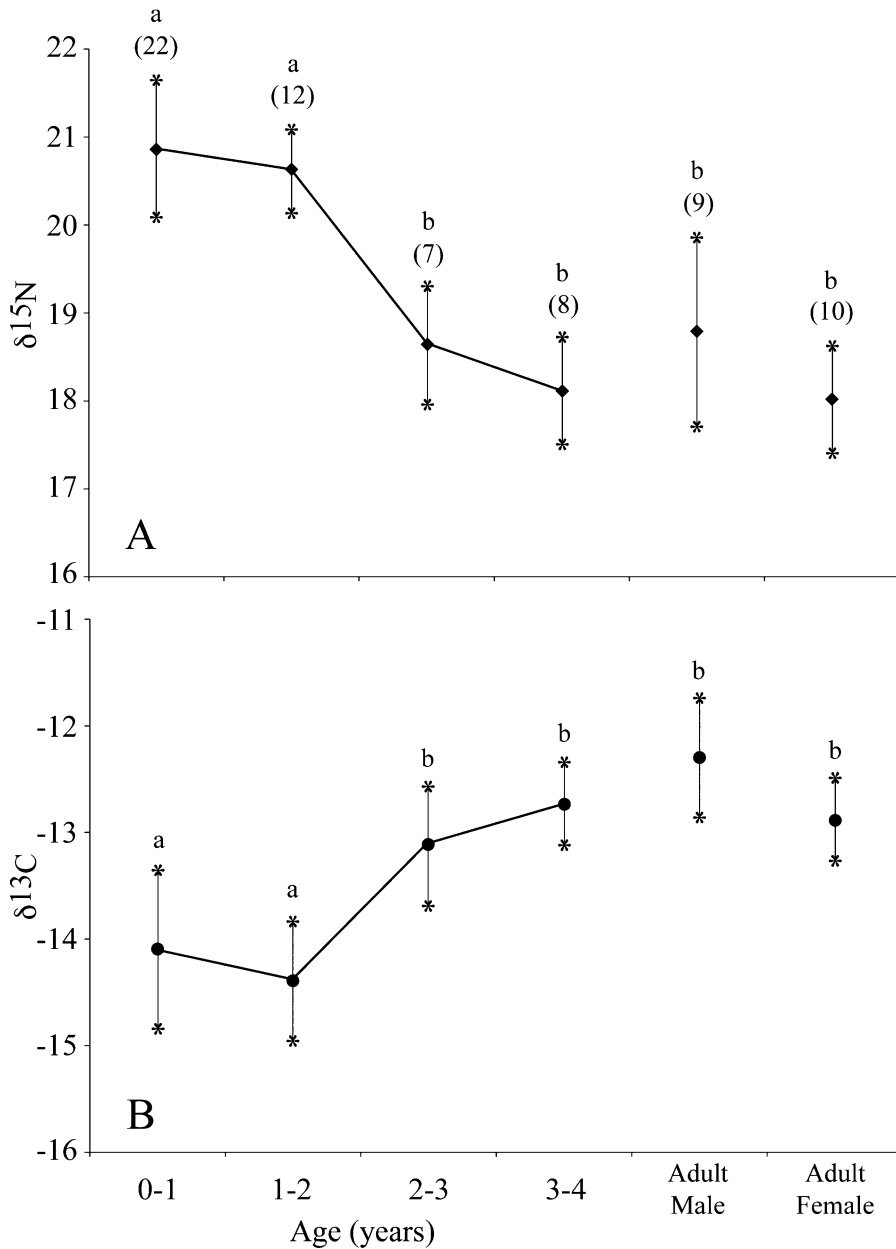 a
(22)
a
(12)
b
(7)
b
(8)
b
(9)
b
(10)
22
21
20
19
18
17
16
δ15N
A
-11
-12
-13
-14
-15
-16
δ13C
a
a
b
b
b
b
B
0-1
1-2
2-3
3-4
Adult
Male
Adult
Female
Age (years)